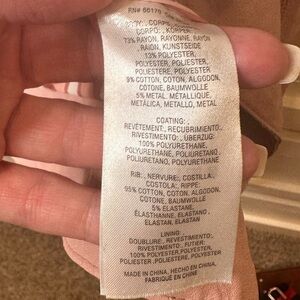 RN# 66170
BODY:, CORPS,
CORPO:, KÖRPER:
73% RAYON, RAYONNE, RAYON
RAION, KUNSTSEIDE
13% POLYESTER,
POLYESTER, POLIESTER,
POLIESTERE, POLYESTER
9% COTTON, COTON, ALGODON,
COTONE, BAUMWOLLE
5% METAL, MÉTALLIQUE,
METÁLICA, METALLO, METALL
COATING:,
REVÊTEMENT:, RECUBRIMIENTO:,
RIVESTIMENTO:, ÜBERZUG:
100% POLYURETHANE,
POLYURÉTHANE, POLIURETANO,
POLIURETANO, POLYURETHAN
RIB:, NERVURE:, COSTILLA:,
COSTOLA:, RIPPE:
95% COTTON, COTON, ALGODON,
COTONE, BAUMWOLLE
5% ELASTANE,
ÉLASTHANNE, ELASTANO,
ELASTAN, ELASTAN
LINING:
DOUBLURE:, REVESTIMIENTO:,
RIVESTIMENTO:, FUTTER:
100% POLYESTER, POLYESTER,
POLIESTER, POLIESTERE, POLYESTER
MADE IN CHINA, HECHO EN CHINA,
FABRIQUÉ EN CHINE